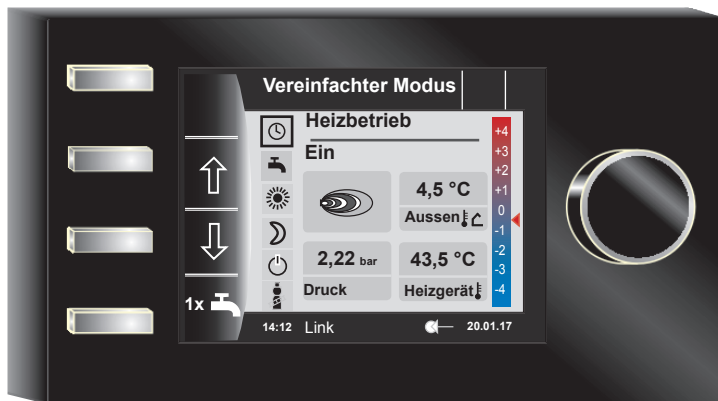 Vereinfachter Modus
Heizbetrieb
Ein
+4
+3
+2
+1
0
-1
-2
-3
-4
4,5 °C
Aussen
2,22 bar
Druck
43,5 °C
Heizgerät
1x
14:12 Link 20.01.17